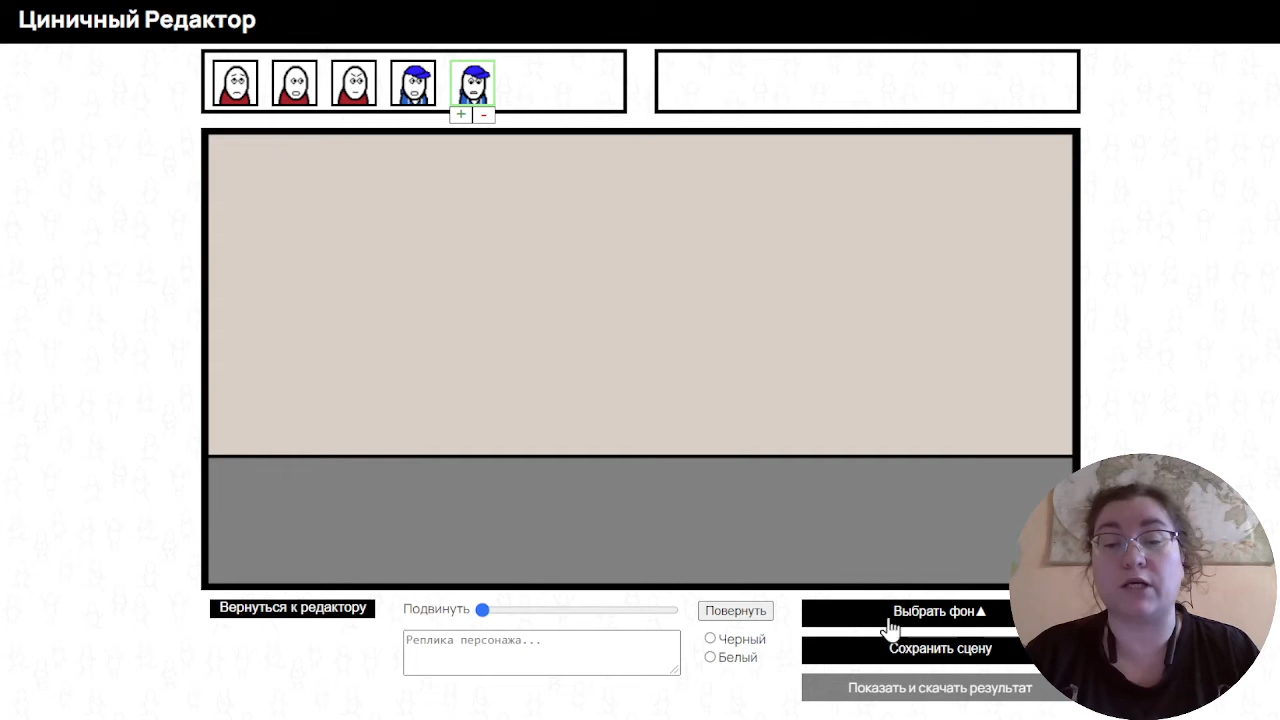 Циничный Редактор
+ -
Вернуться к редактору
Подвинуть
Повернуть
Выбрать фон▲
Реплика персонажа...
Черный
Белый
Сохранить сцену
Показать и скачать результат